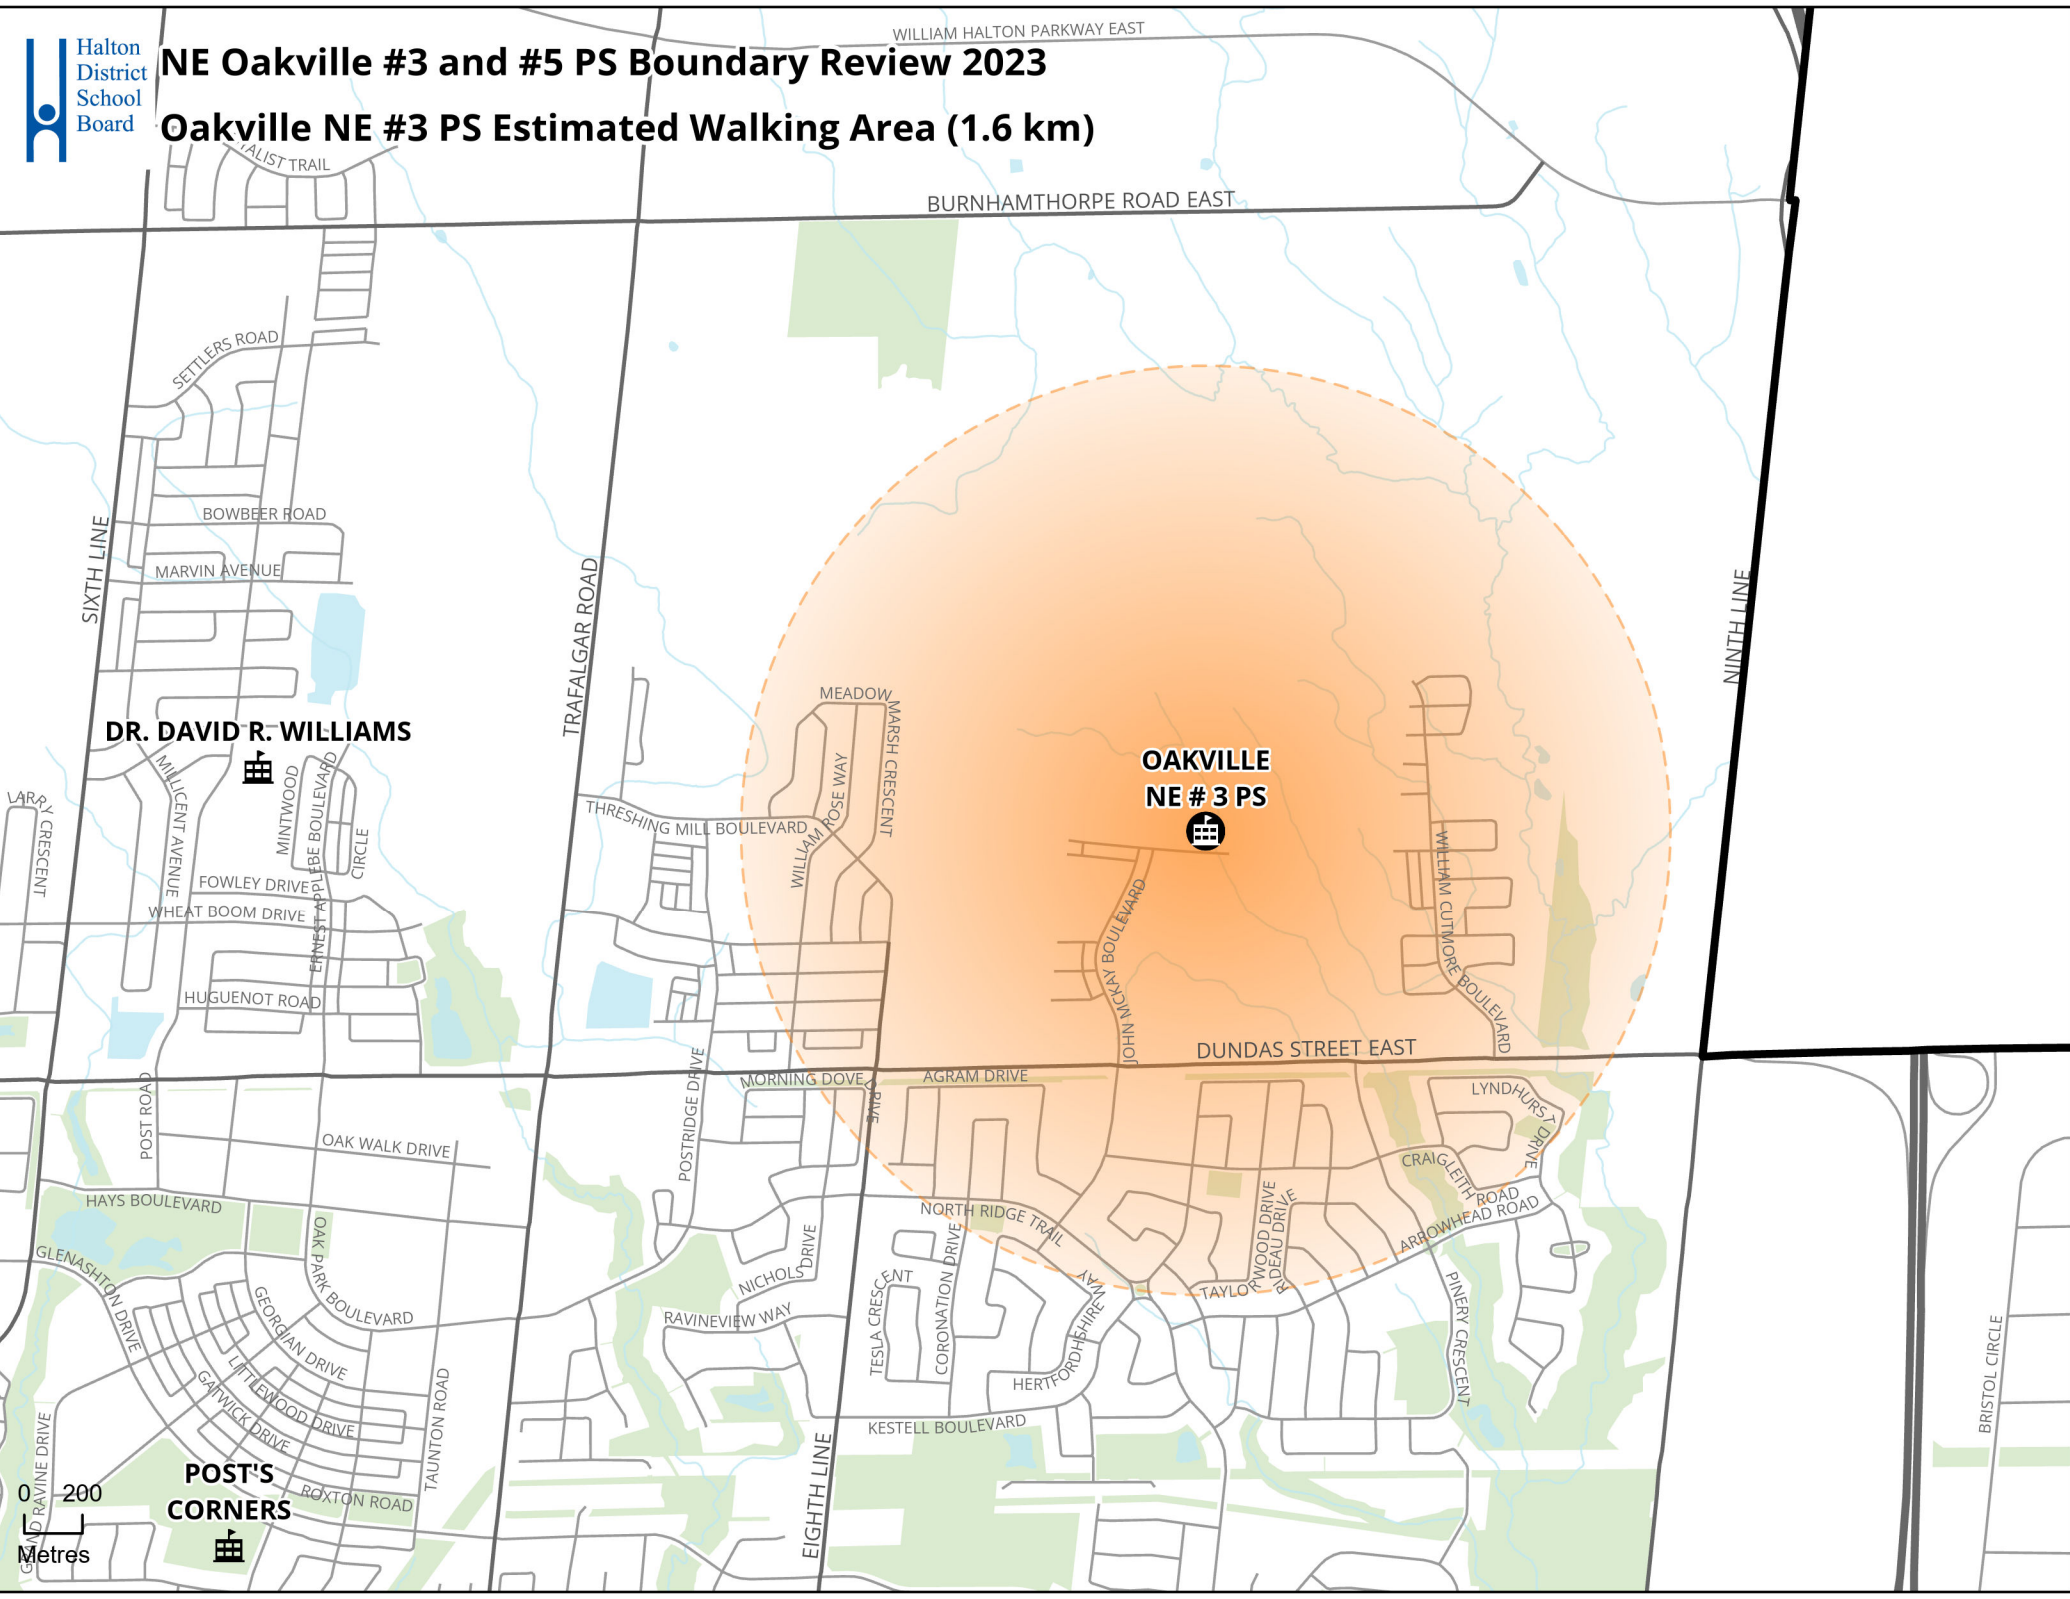 Halton
District
School
Board
NE Oakville #3 and #5 PS Boundary Review 2023
Oakville NE #3 PS Estimated Walking Area (1.6 km)
WILLIAM HALTON PARKWAY EAST
TRAIL
BURNHAMTHORPE ROAD EAST
SETTLERS ROAD
BOWBEER ROAD
MARVIN AVENUE
SIXTH LINE
TRAFALGAR ROAD
NINTH LINE
DR. DAVID R. WILLIAMS
MEADOW
MARSH CRESCENT
OAKVILLE
NE # 3 PS
LARRY CRESCENT
MILLICENT AVENUE
MINTWOOD
CIRCLE
ERNEST APPLEBE BOULEVARD
THRESHING MILL BOULEVARD
WILLIAM ROSE WAY
WILLIAM CUTMORE BOULEVARD
JOHN MCKAY BOULEVARD
FOWLEY DRIVE
WHEAT BOOM DRIVE
HUGUENOT ROAD
DUNDAS STREET EAST
POST ROAD
POSTRIDGE DRIVE
MORNING DOVE
DRIVE
AGRAM DRIVE
LYNDHURST DRIVE
OAK WALK DRIVE
CRAIGLEITH ROAD
HAYS BOULEVARD
NORTH RIDGE TRAIL
ARROWHEAD ROAD
GLENASHTON DRIVE
OAK PARK BOULEVARD
NICHOLS DRIVE
TAYLORWOOD DRIVE
RIDEAU DRIVE
GEORGIAN DRIVE
RAVINEVIEW WAY
TESLA CRESCENT
CORONATION DRIVE
HERTFORDHSHIRE WAY
PINERY CRESCENT
BRISTOL CIRCLE
LITTLEWOOD DRIVE
GATWICK DRIVE
TAUNTON ROAD
KESTELL BOULEVARD
EIGHTH LINE
GRAND RAVINE DRIVE
POST'S
CORNERS
ROXTON ROAD
0 200
Metres